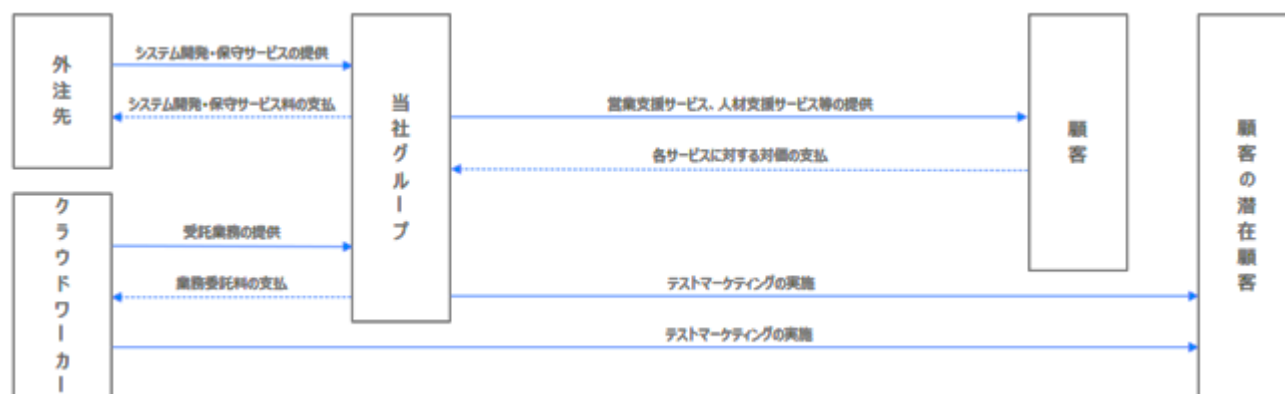 外注先
システム開発・保守サービスの提供
システム開発・保守サービス料の支払
当社グループ
営業支援サービス、人材支援サービス等の提供
各サービスに対する対価の支払
顧客
顧客の潜在顧客
クラウドワーカー
受託業務の提供
業務委託料の支払
テストマーケティングの実施
テストマーケティングの実施